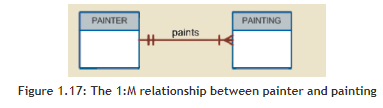 PAINTER
paints
PAINTING
Figure 1.17: The 1:M relationship between painter and painting